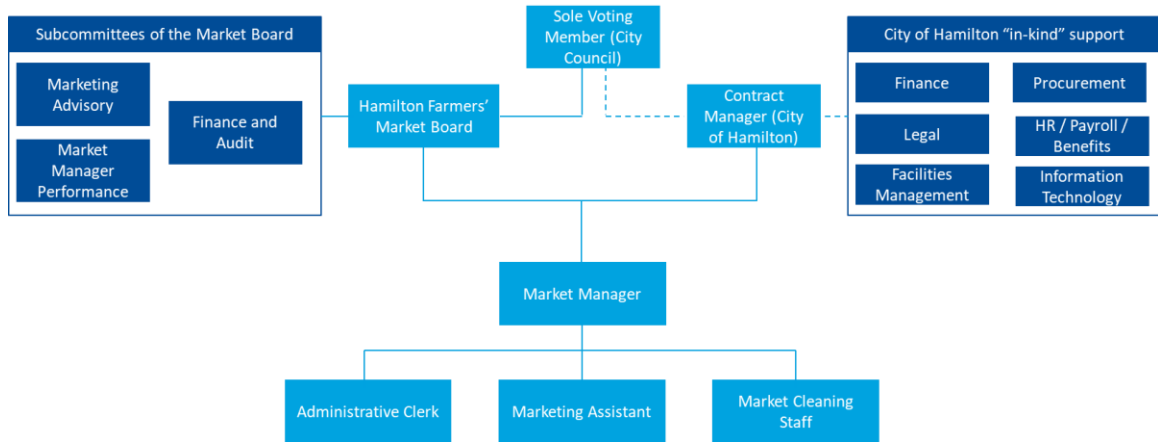 Subcommittees of the Market Board
Marketing
Advisory
Market
Manager
Performance
Finance and
Audit
Hamilton Farmers’
Market Board
Sole Voting
Member (City
Council)
Contract
Manager (City
of Hamilton)
City of Hamilton “in-kind” support
Finance
Procurement
Legal
HR / Payroll /
Benefits
Facilities
Management
Information
Technology
Market Manager
Administrative Clerk
Marketing Assistant
Market Cleaning
Staff